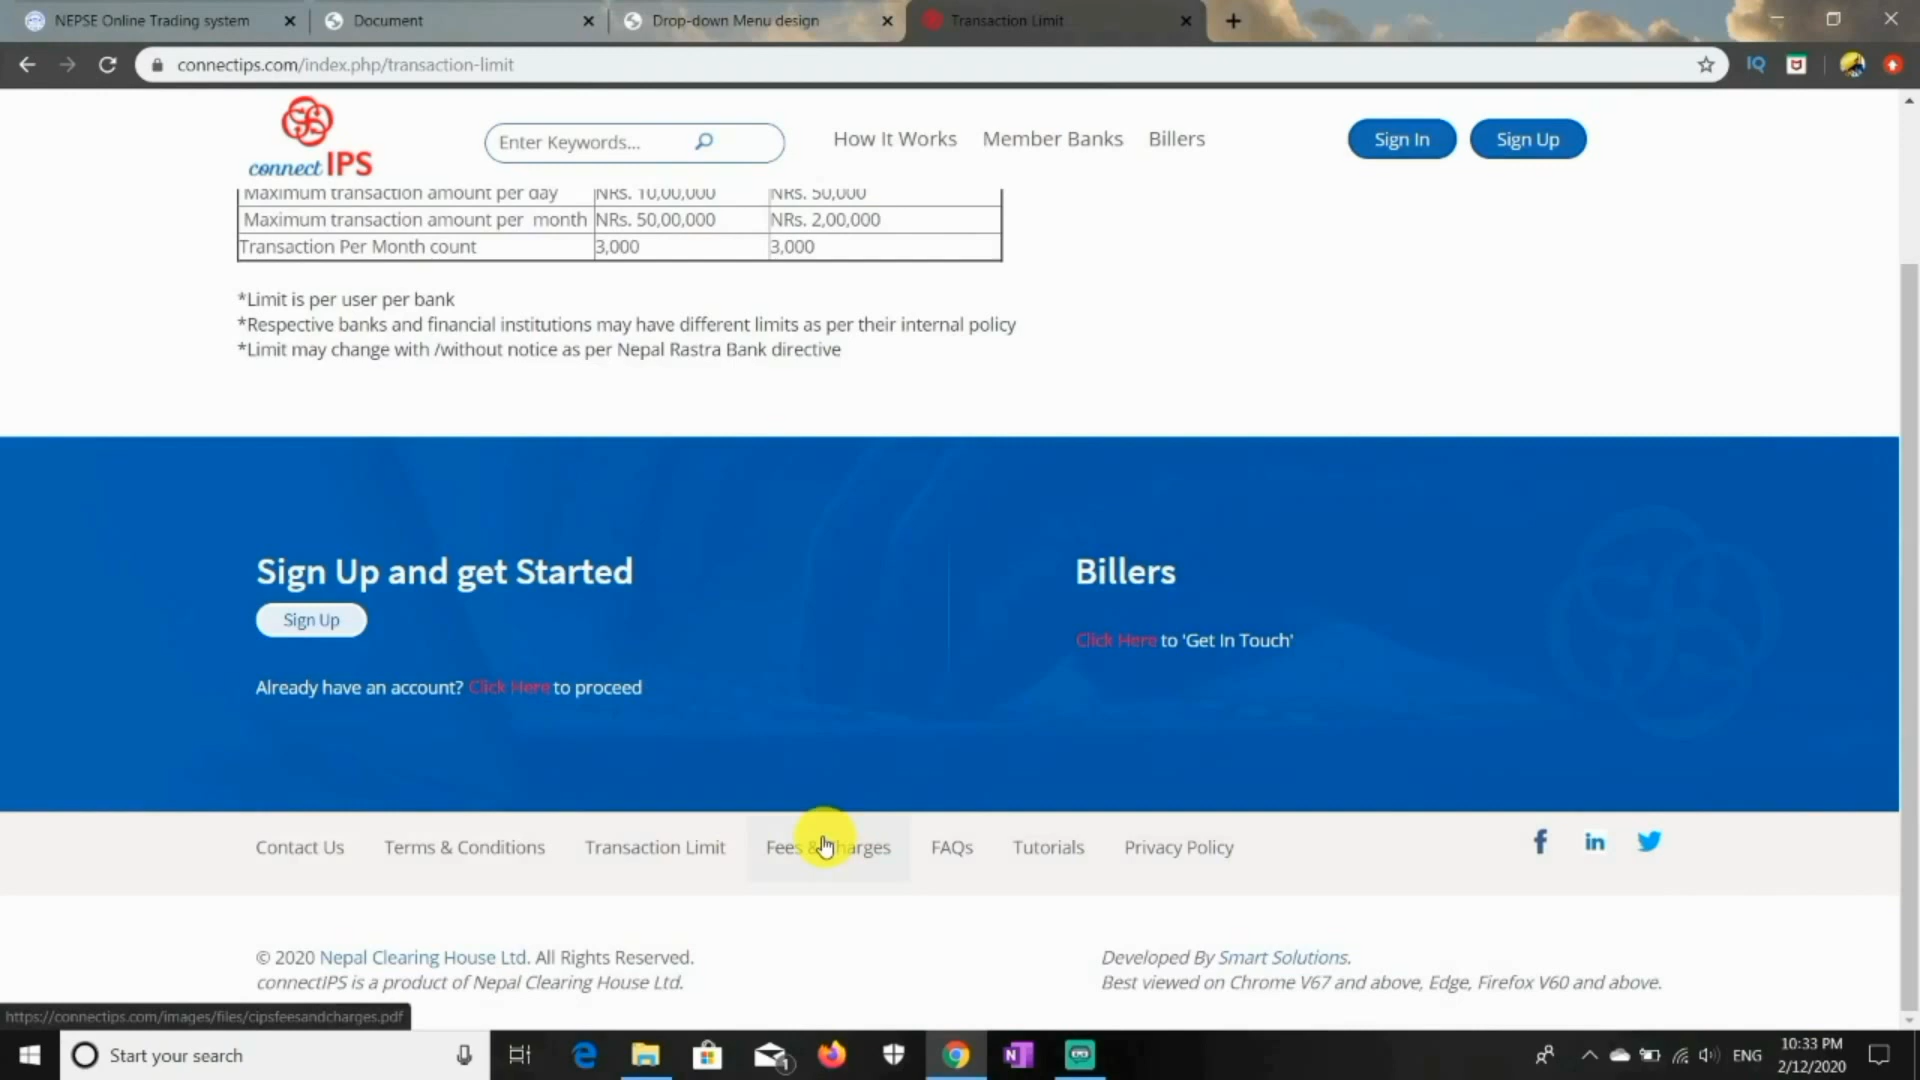 NEPSE Online Trading system
Document
Drop-down Menu design
Transaction Limit
connectips.com/index.php/transaction-limit
IQ
connectIPS
Enter Keywords...
How It Works
Member Banks
Billers
Sign In
Sign Up
Maximum transaction amount per day NRs. 10,00,000 NRs. 50,000
Maximum transaction amount per month NRs. 50,00,000 NRs. 2,00,000
Transaction Per Month count 3,000 3,000
*Limit is per user per bank
*Respective banks and financial institutions may have different limits as per their internal policy
*Limit may change with /without notice as per Nepal Rastra Bank directive
Sign Up and get Started
Sign Up
Already have an account? Click Here to proceed
Billers
Click Here to 'Get In Touch'
Contact Us
Terms & Conditions
Transaction Limit
Fees & Charges
FAQs
Tutorials
Privacy Policy
© 2020 Nepal Clearing House Ltd. All Rights Reserved.
connectIPS is a product of Nepal Clearing House Ltd.
Developed By Smart Solutions.
Best viewed on Chrome V67 and above, Edge, Firefox V60 and above.
https://connectips.com/images/files/cipsfeesandcharges.pdf
Start your search
1
ENG
10:33 PM
2/12/2020